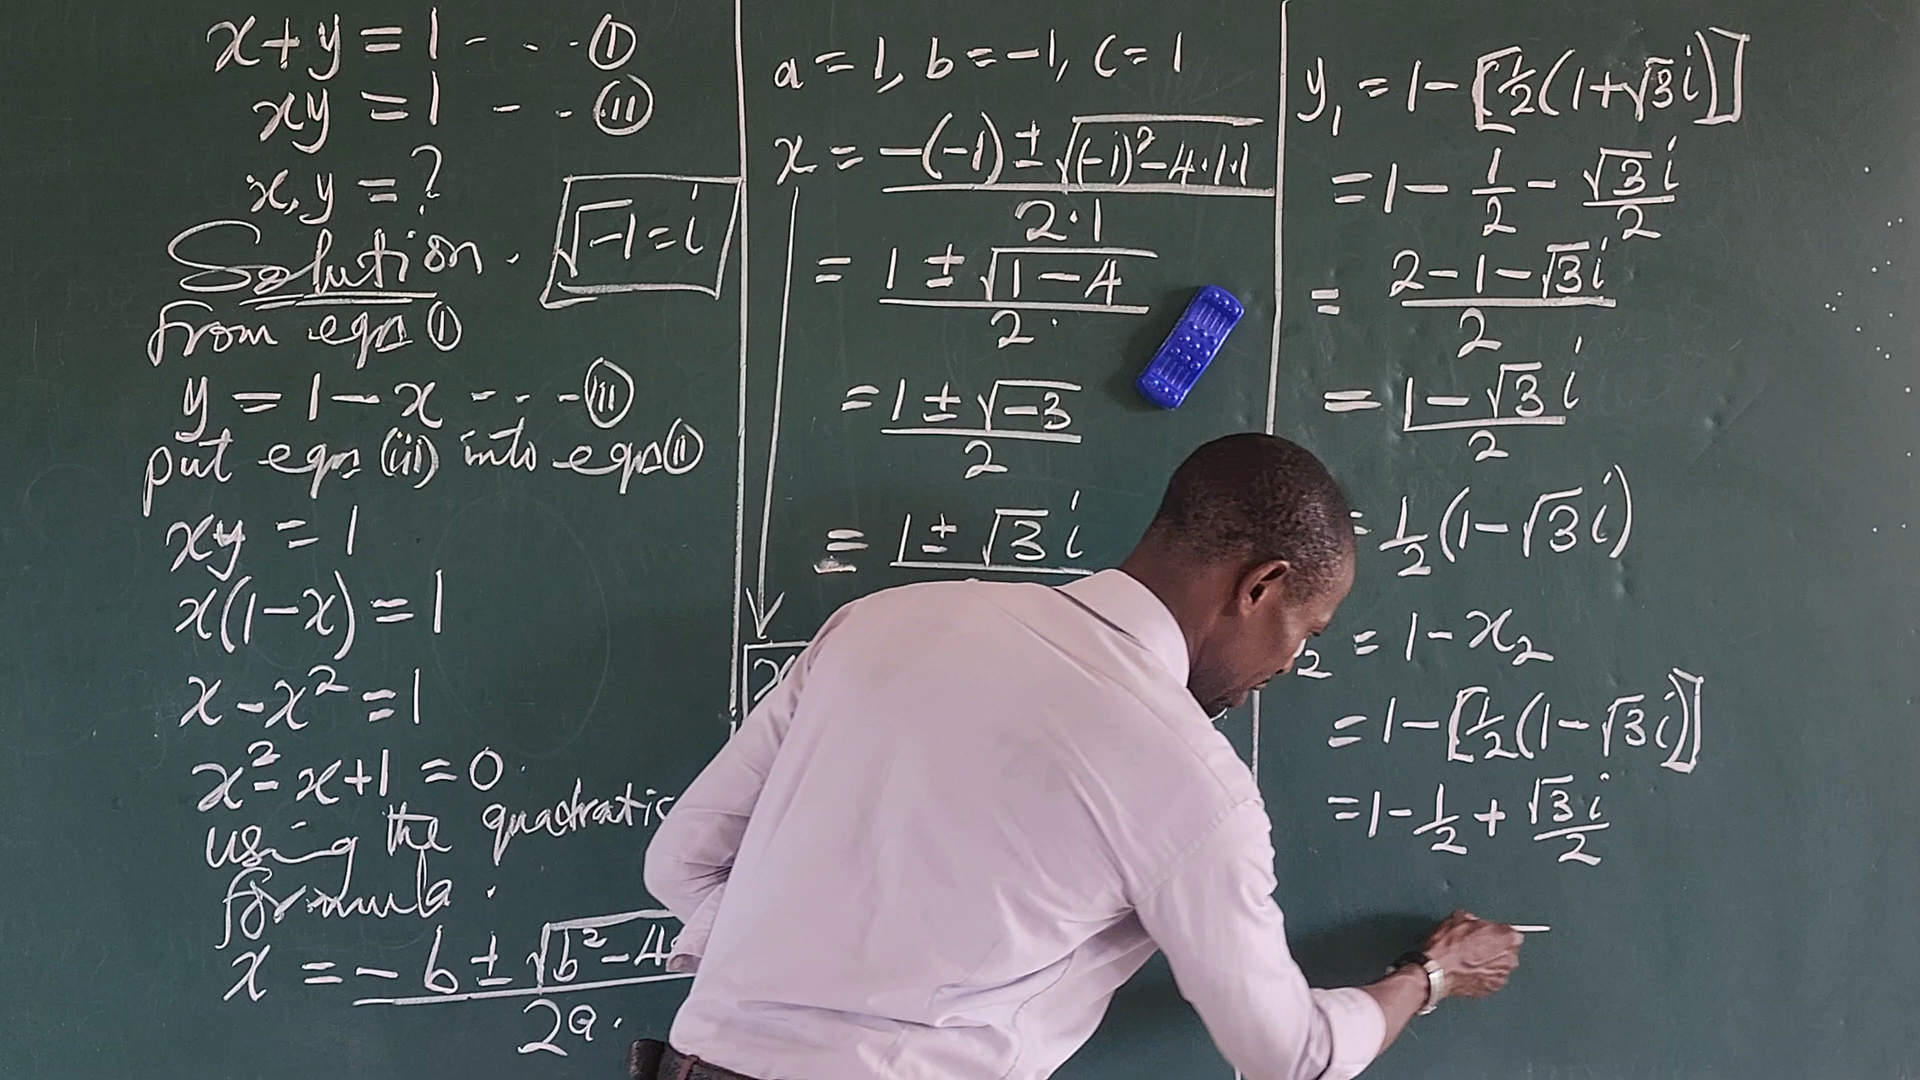 x+y = 1 - - - (i)
xy = 1 - - (ii)
x, y = ?
Solution.
√-1 = i
from eqn (i)
y = 1 - x - - - (iii)
put eqn (iii) into eqn (ii)
xy = 1
x(1-x) = 1
x - x² = 1
x² - x + 1 = 0
using the quadratic
formula.
x = -b ± √b² - 4
2a.
a = 1, b = -1, c = 1
x = -(-1) ± √(-1)² - 4·1·1
2·1
= 1 ± √1 - 4
2
= 1 ± √-3
2
= 1 ± √3 i
y₁ = 1 - [½(1+√3i)]
= 1 - 1/2 - √3 i/2
= 2 - 1 - √3 i
2
= 1 - √3 i
2
= ½(1 - √3 i)
₂ = 1 - x₂
= 1 - [½(1 - √3i)]
= 1 - ½ + √3 i/2